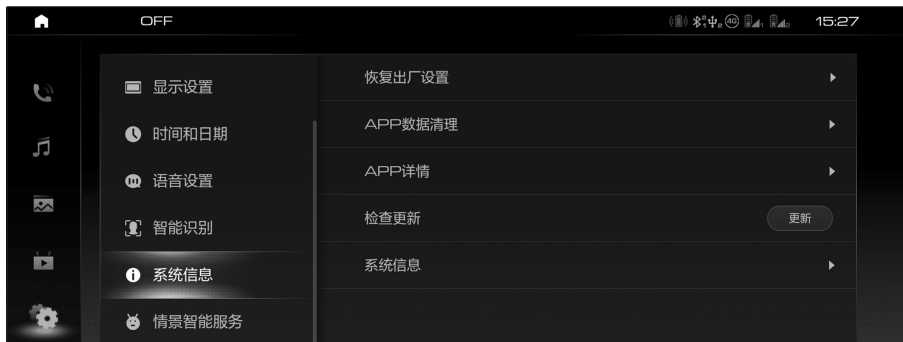 OFF
4G
15:27
显示设置
时间和日期
语音设置
智能识别
系统信息
情景智能服务
恢复出厂设置
APP数据清理
APP详情
检查更新
更新
系统信息